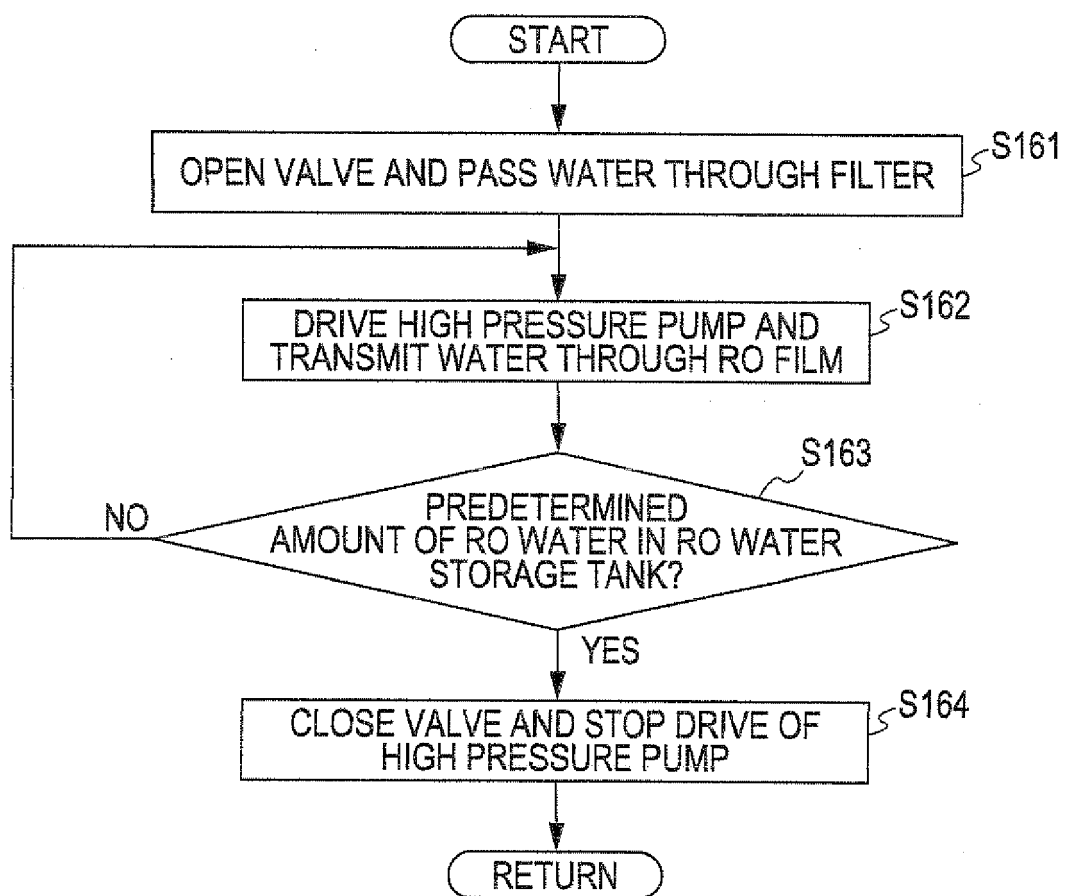 START
S161
OPEN VALVE AND PASS WATER THROUGH FILTER
S162
DRIVE HIGH PRESSURE PUMP AND
TRANSMIT WATER THROUGH RO FILM
S163
NO
PREDETERMINED
AMOUNT OF RO WATER IN RO WATER
STORAGE TANK?
YES
S164
CLOSE VALVE AND STOP DRIVE OF
HIGH PRESSURE PUMP
RETURN